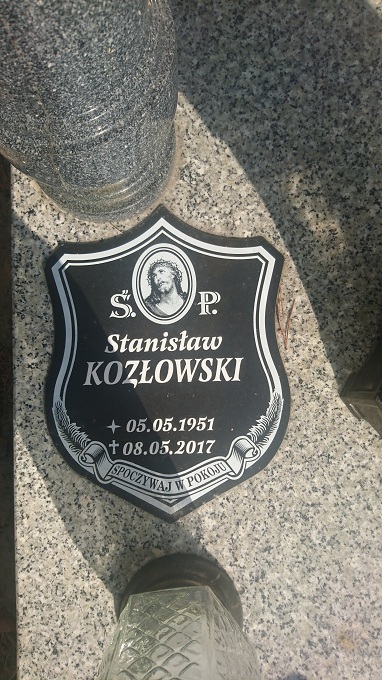 Ś. P.
Stanisław
KOZŁOWSKI
05.05.1951
08.05.2017
SPOCZYWAJ W POKOJU